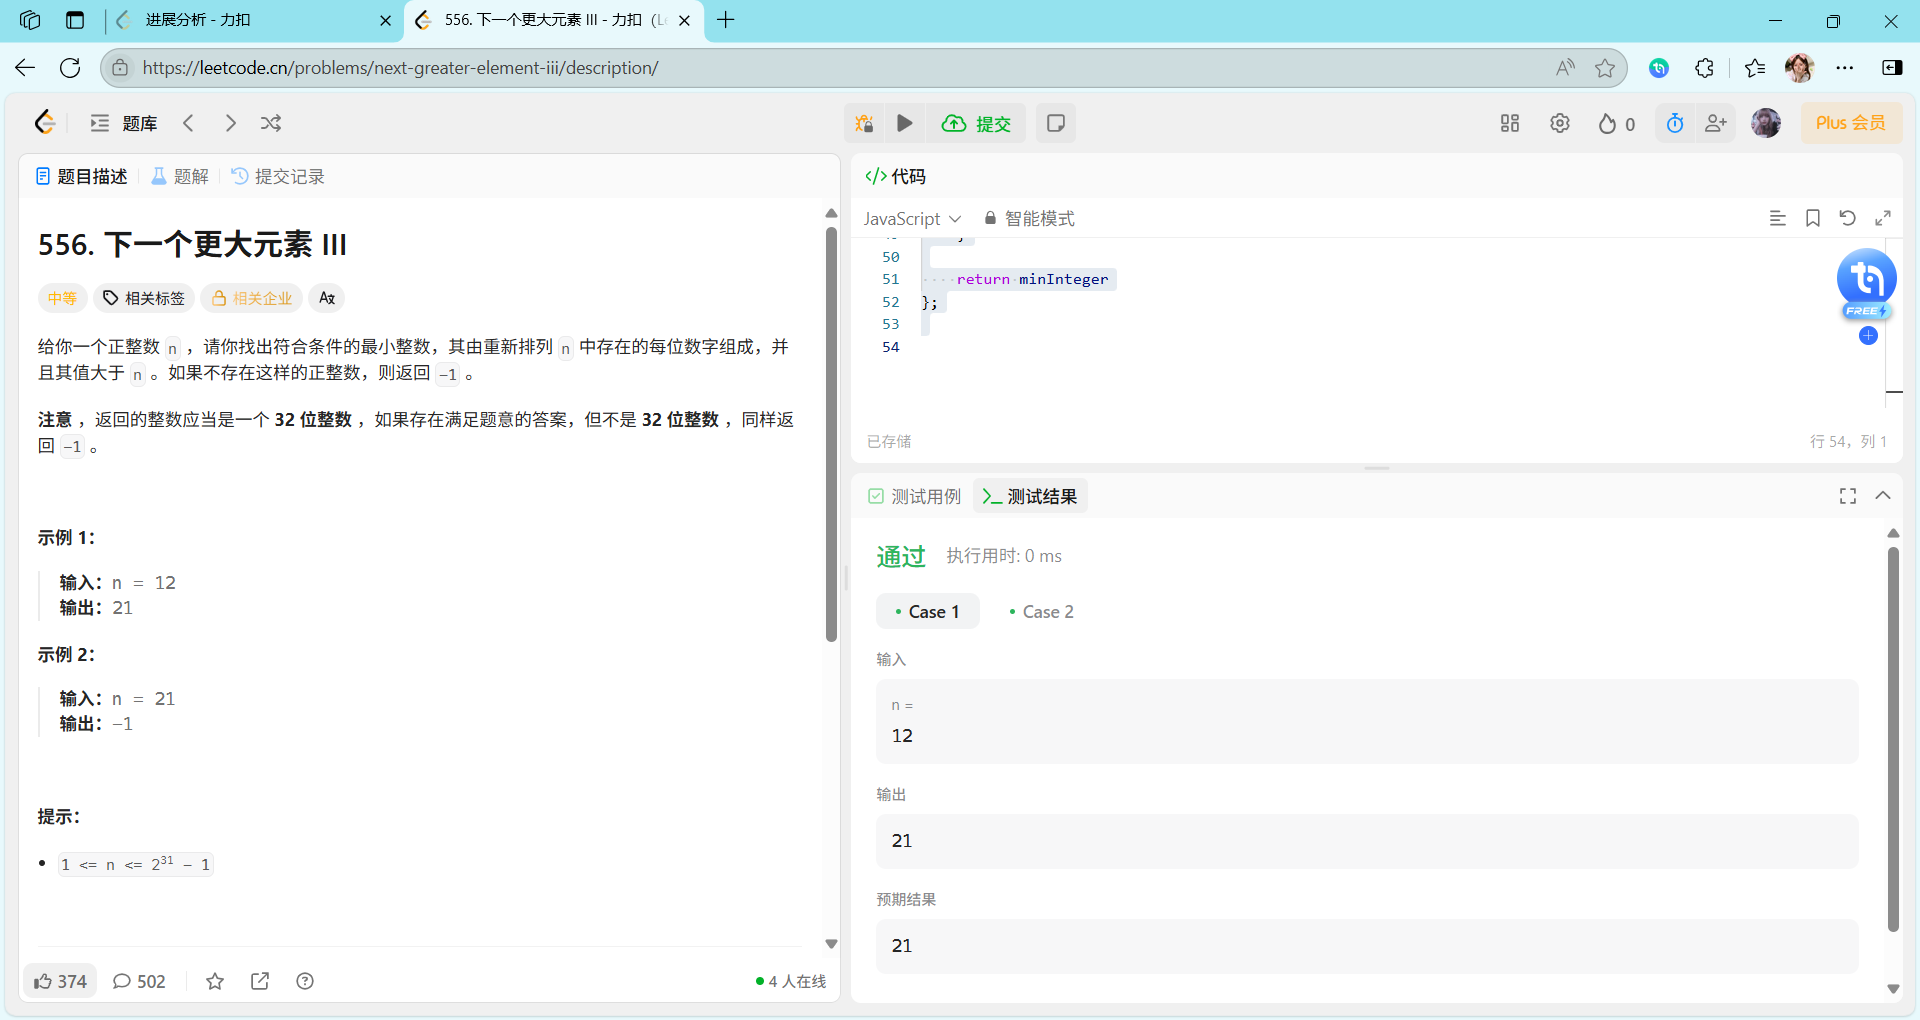 进展分析 - 力扣
556. 下一个更大元素 III - 力扣 (Le
https://leetcode.cn/problems/next-greater-element-iii/description/
题库
提交
0
Plus 会员
题目描述
题解
提交记录
556. 下一个更大元素 III
中等
相关标签
相关企业
给你一个正整数 n ，请你找出符合条件的最小整数，其由重新排列 n 中存在的每位数字组成，并
且其值大于 n 。如果不存在这样的正整数，则返回 -1 。
注意 ，返回的整数应当是一个 32 位整数 ，如果存在满足题意的答案，但不是 32 位整数 ，同样返
回 -1 。
示例 1：
输入：n = 12
输出：21
示例 2：
输入：n = 21
输出：-1
提示：
1 <= n <= 2³¹ - 1
374
502
4 人在线
代码
JavaScript
智能模式
50
51 return minInteger
52 };
53
54
FREE
已存储
行 54，列 1
测试用例
测试结果
通过
执行用时: 0 ms
Case 1
Case 2
输入
n =
12
输出
21
预期结果
21